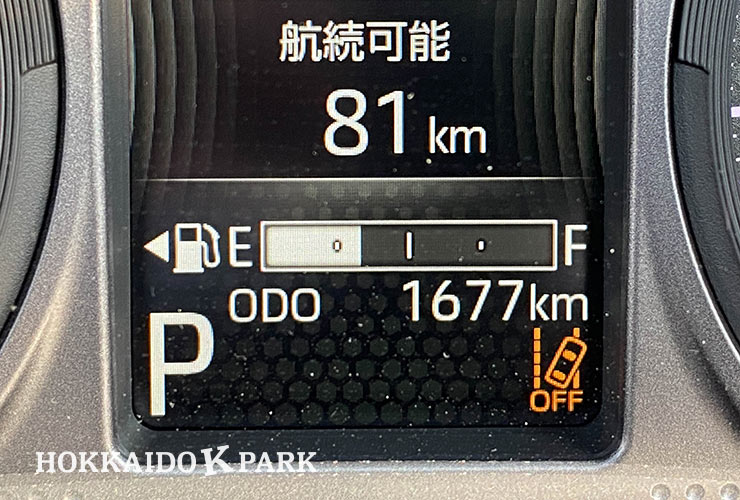 航続可能
81 km
E F
ODO 1677km
P
OFF
HOKKAIDO K PARK